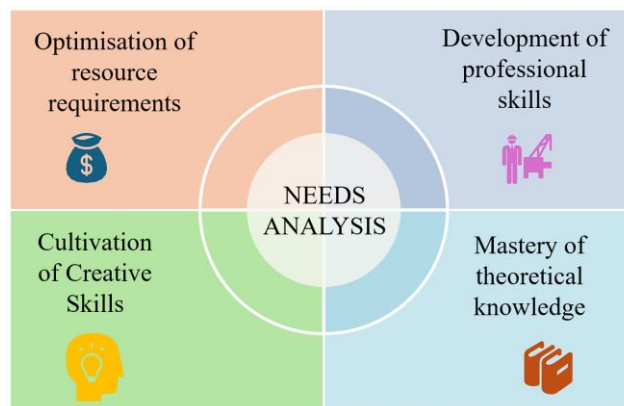 Optimisation of
resource
requirements
$
Development of
professional
skills
NEEDS
ANALYSIS
Cultivation
of Creative
Skills
Mastery of
theoretical
knowledge